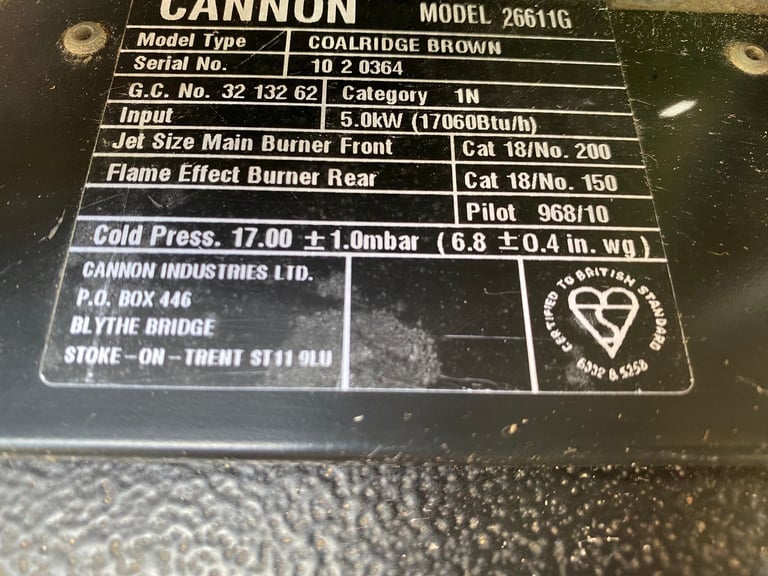 CANNON MODEL 26611G
Model Type COALRIDGE BROWN
Serial No. 10 2 0364
G.C. No. 32 132 62 Category 1N
Input 5.0kW (17060Btu/h)
Jet Size Main Burner Front Cat 18/No. 200
Flame Effect Burner Rear Cat 18/No. 150
Pilot 968/10
Cold Press. 17.00 ±1.0mbar (6.8 ±0.4 in. wg)
CANNON INDUSTRIES LTD.
P.O. BOX 446
BLYTHE BRIDGE
STOKE-ON-TRENT ST11 9LU
CERTIFIED TO BRITISH STANDARD
& 5258